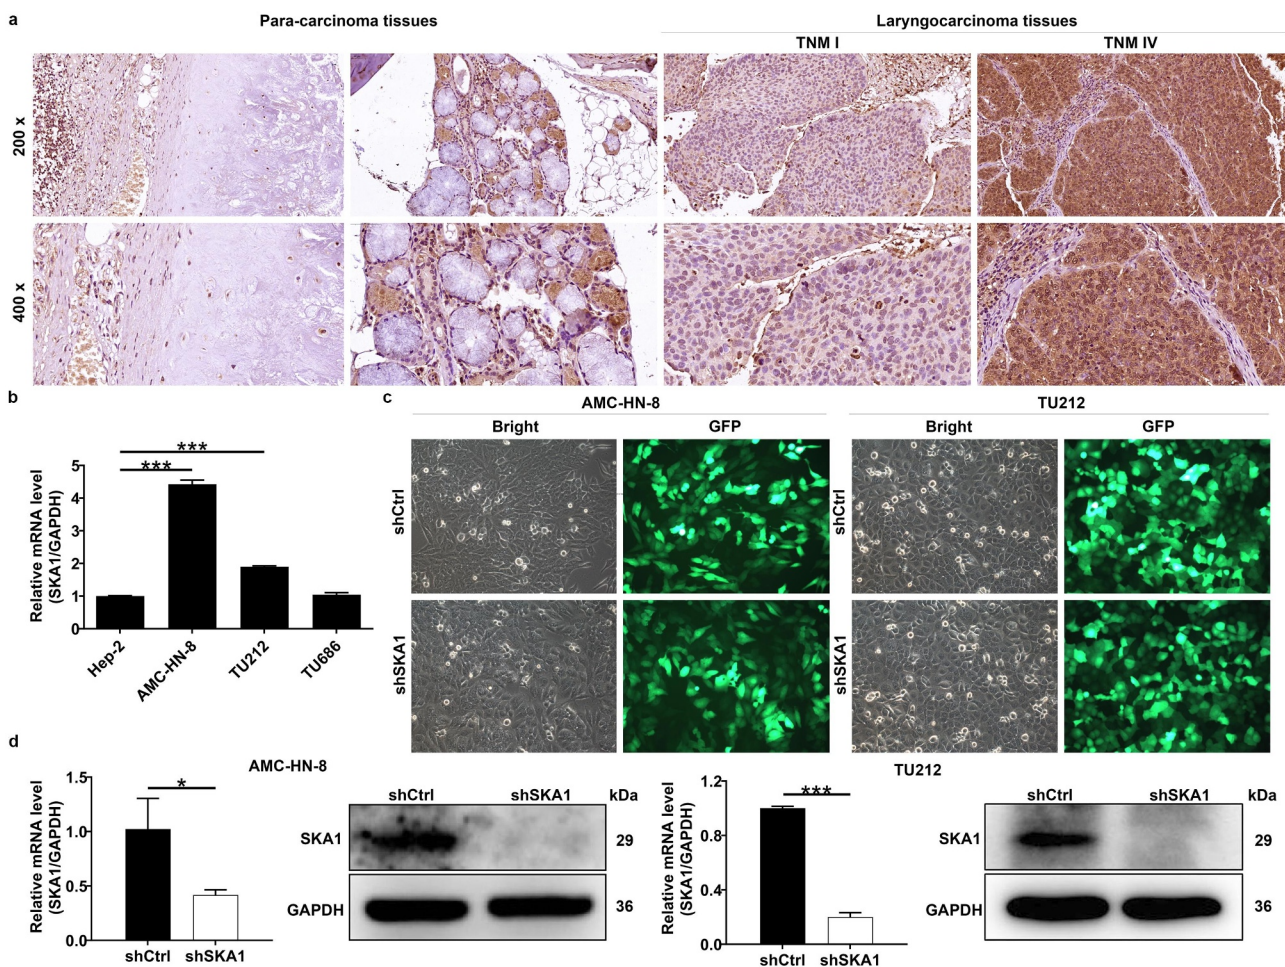 a
Para-carcinoma tissues
Laryngocarcinoma tissues
TNM I
TNM IV
200 x
400 x
b
Relative mRNA level
(SKA1/GAPDH)
5
4
3
2
1
0
***
***
Hep-2
AMC-HN-8
TU212
TU686
c
AMC-HN-8
TU212
Bright
GFP
Bright
GFP
shCtrl
shSKA1
shCtrl
shSKA1
d
AMC-HN-8
Relative mRNA level
(SKA1/GAPDH)
1.5
1.0
0.5
0.0
*
shCtrl
shSKA1
shCtrl
shSKA1
kDa
SKA1
29
GAPDH
36
TU212
Relative mRNA level
(SKA1/GAPDH)
1.2
0.8
0.4
0.0
***
shCtrl
shSKA1
shCtrl
shSKA1
kDa
SKA1
29
GAPDH
36